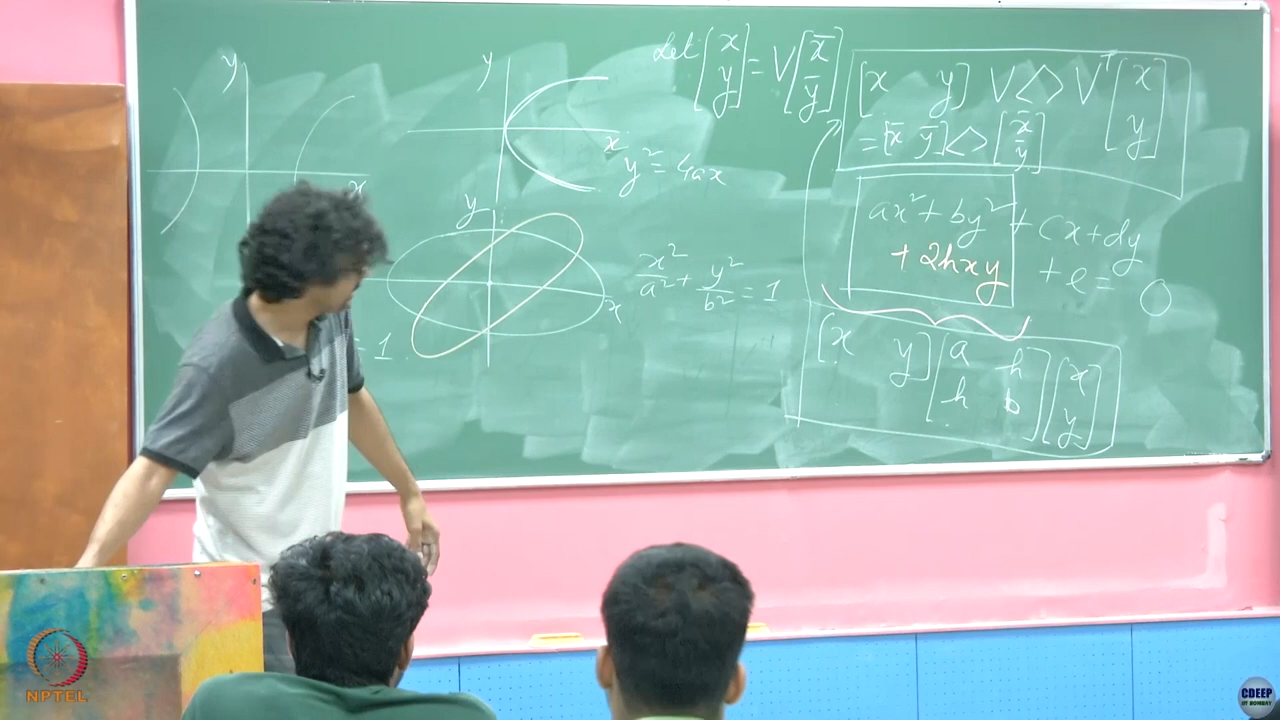 y
x
= 1
y
x
y² = 4ax
y
x
x²/a² + y²/b² = 1
Let [x y] = V [x̄ ȳ]
[x y] V <> Vᵀ [x y]
= [x̄ ȳ] <> [x̄ ȳ]
ax² + by² + cx + dy
+ 2hxy + e = 0
[x y] [a h h b] [x y]
NPTEL
CDEEP
IIT BOMBAY